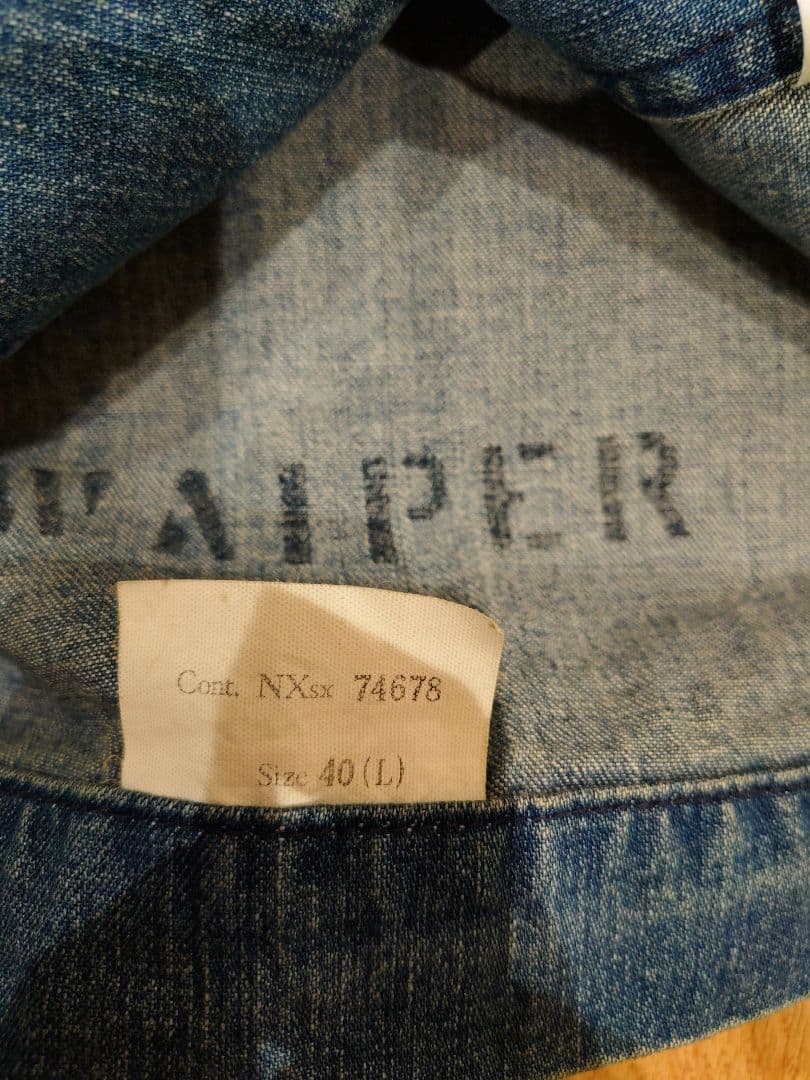 AIPER
Cont. NXsx 74678
Size 40 (L)